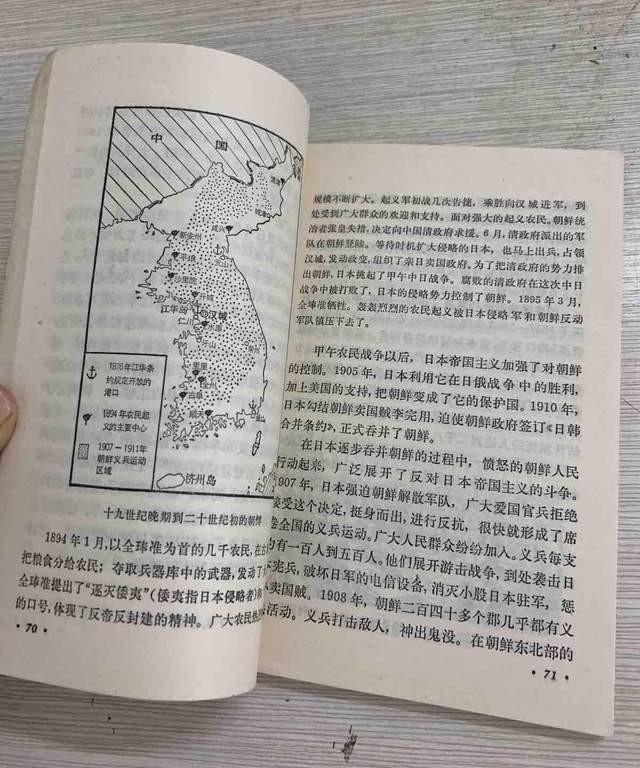 中
国
咸兴
新安州
元山
平壤
开城
江华岛
汉城
仁川
全州
古阜
顺天
1876年江华条
约规定开放的
港口
1894年农民起
义的主要中心
1907—1911年
朝鲜义兵运动
区域
济州岛
十九世纪晚期到二十世纪初的朝鲜
1894年1月,以全琫准为首的几千农民,在古
把粮食分给农民;夺取兵器库中的武器,发动了
全琫准提出了“逐灭倭夷”(倭夷指日本侵略者)
的口号,体现了反帝反封建的精神。广大农民
·70·
规模不断扩大。起义军初战几次告捷,乘胜向汉城进军,到
处受到广大群众的欢迎和支持。面对强大的起义农民。朝鲜统
治者张皇失措,决定向中国清政府求援。6月,清政府派出的军
队在朝鲜登陆。等待时机扩大侵略的日本,也马上出兵,占领
汉城,发动政变,组织了亲日卖国政府。为了把清政府的势力排
出朝鲜,日本挑起了甲午中日战争。腐败的清政府在这次中日
战争中被打败了,日本的侵略势力控制了朝鲜。1895年3月,
全琫准牺牲。轰轰烈烈的农民起义被日本侵略军和朝鲜反动
军队镇压下去了。
甲午农民战争以后,日本帝国主义加强了对朝鲜
的控制。1905年,日本利用它在日俄战争中的胜利,
加上美国的支持,把朝鲜变成了它的保护国。1910年,
日本勾结朝鲜卖国贼李完用,迫使朝鲜政府签订《日韩
合并条约》,正式吞并了朝鲜。
在日本逐步吞并朝鲜的过程中,愤怒的朝鲜人民
行动起来,广泛展开了反对日本帝国主义的斗争。
907年,日本强迫朝鲜解散军队,广大爱国官兵拒绝
接受这个决定,挺身而出,进行反抗,很快就形成了席
卷全国的义兵运动。广大人民群众纷纷加入。义兵每支
约有一百人到五百人。他们展开游击战争,到处袭击日
宪兵,破坏日军的电信设备,消灭小股日本驻军,惩
卖国贼。1908年,朝鲜二百四十多个郡几乎都有义
活动。义兵打击敌人,神出鬼没。在朝鲜东北部的
·71·